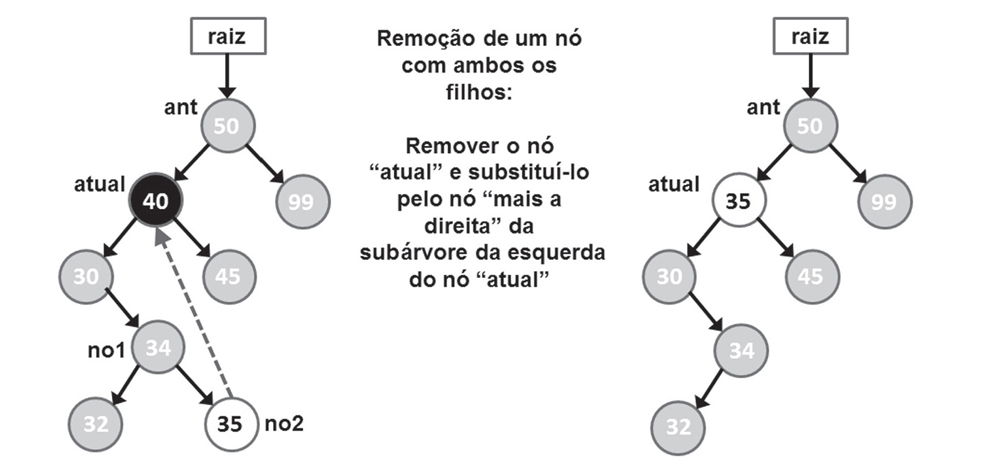 raiz
ant
50
atual
40
99
30
45
no1
34
32
35
no2
Remoção de um nó
com ambos os
filhos:
Remover o nó
“atual” e substituí-lo
pelo nó “mais a
direita” da
subárvore da esquerda
do nó “atual”
raiz
ant
50
atual
35
99
30
45
34
32